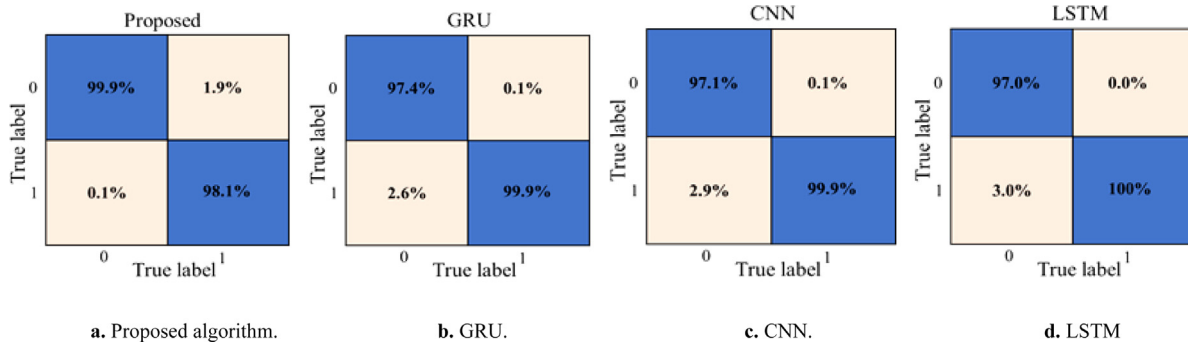 Proposed
0
99.9%
1.9%
True label
1
0.1%
98.1%
0
1
True label
a. Proposed algorithm.
GRU
0
97.4%
0.1%
True label
1
2.6%
99.9%
0
1
True label
b. GRU.
CNN
0
97.1%
0.1%
True label
1
2.9%
99.9%
0
1
True label
c. CNN.
LSTM
0
97.0%
0.0%
True label
1
3.0%
100%
0
1
True label
d. LSTM